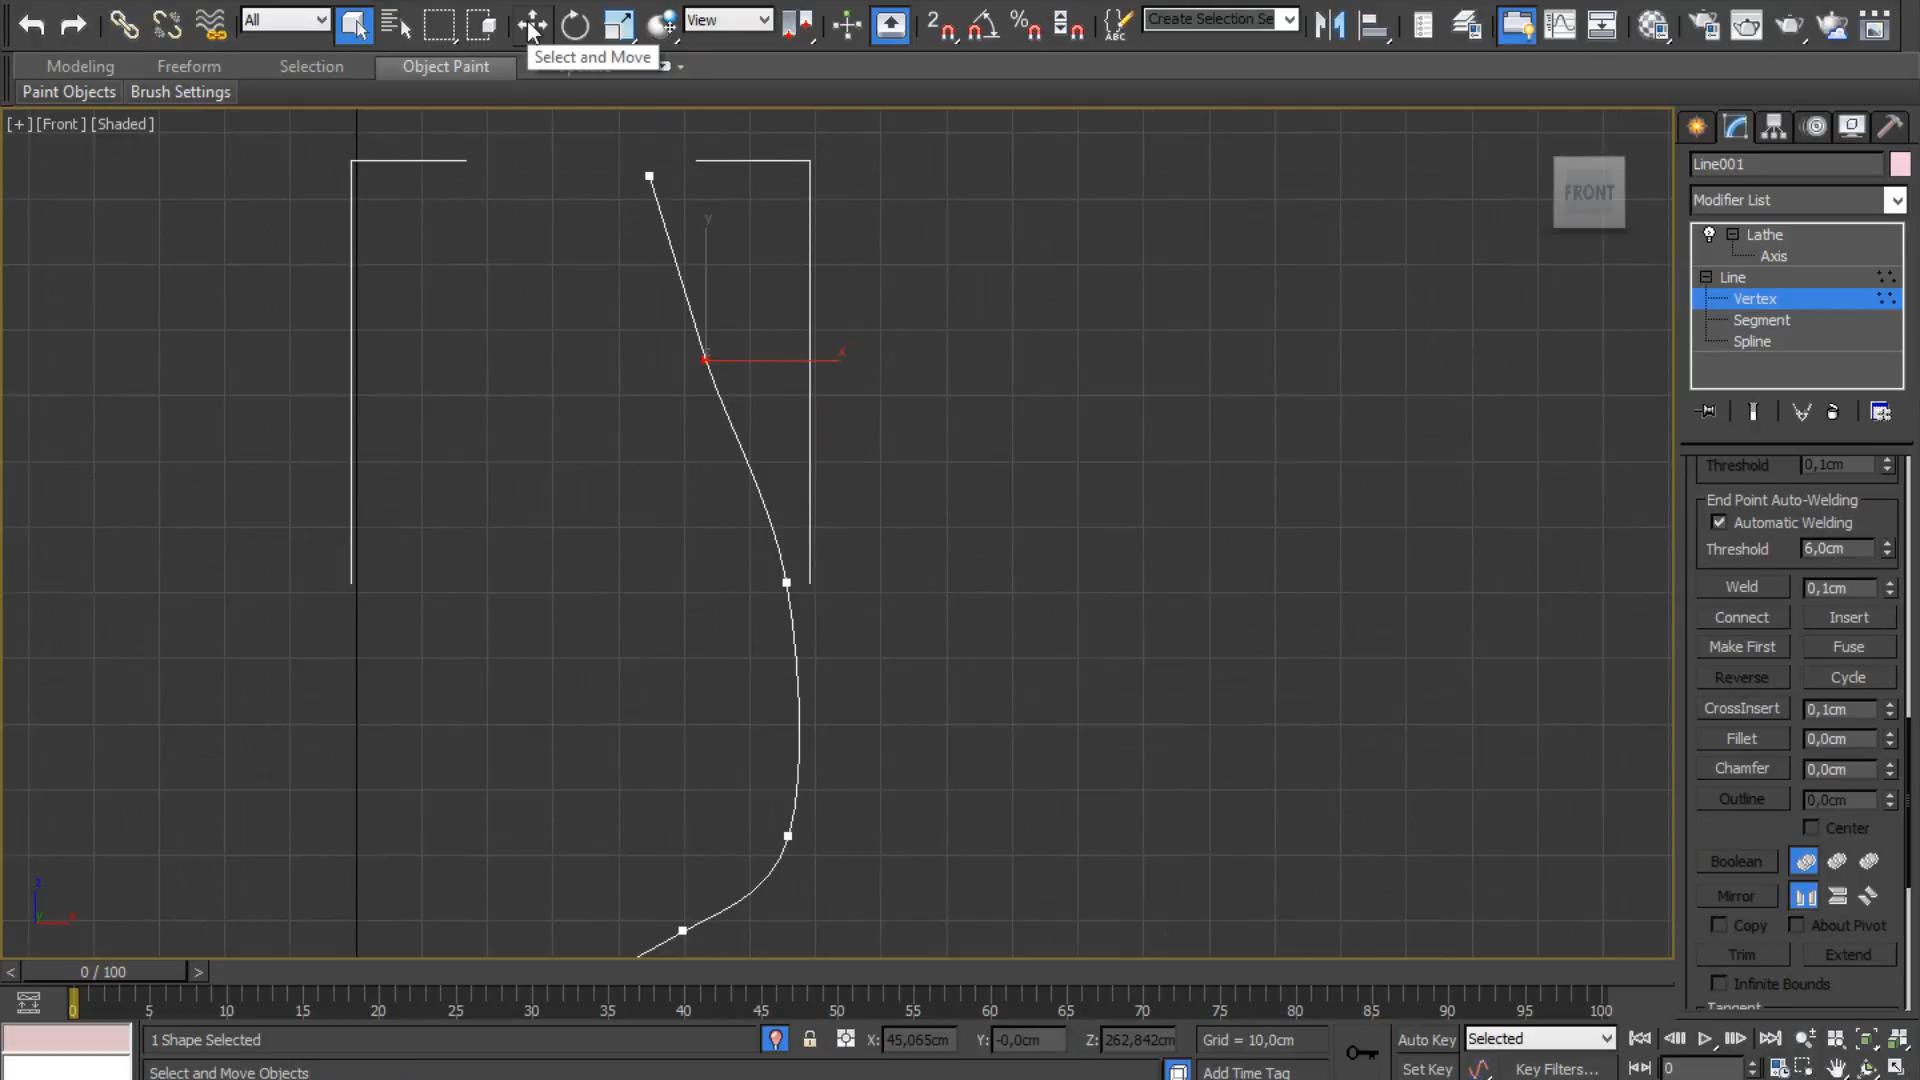 All
View
2
%
ABC
Create Selection Se
Select and Move
Modeling
Freeform
Selection
Object Paint
Paint Objects
Brush Settings
[+] [Front ] [Shaded ]
FRONT
y
x
z
x
Line001
Modifier List
Lathe
Axis
Line
Vertex
Segment
Spline
Threshold 0,1cm
End Point Auto-Welding
Automatic Welding
Threshold 6,0cm
Weld 0,1cm
Connect Insert
Make First Fuse
Reverse Cycle
CrossInsert 0,1cm
Fillet 0,0cm
Chamfer 0,0cm
Outline 0,0cm
Center
Boolean
Mirror
Copy About Pivot
Trim Extend
Infinite Bounds
Tangent
< 0 / 100 >
0 5 10 15 20 25 30 35 40 45 50 55 60 65 70 75 80 85 90 95 100
1 Shape Selected X: 45,065cm Y: -0,0cm Z: 262,842cm Grid = 10,0cm Auto Key Selected
Select and Move Objects Add Time Tag Set Key Key Filters... 0